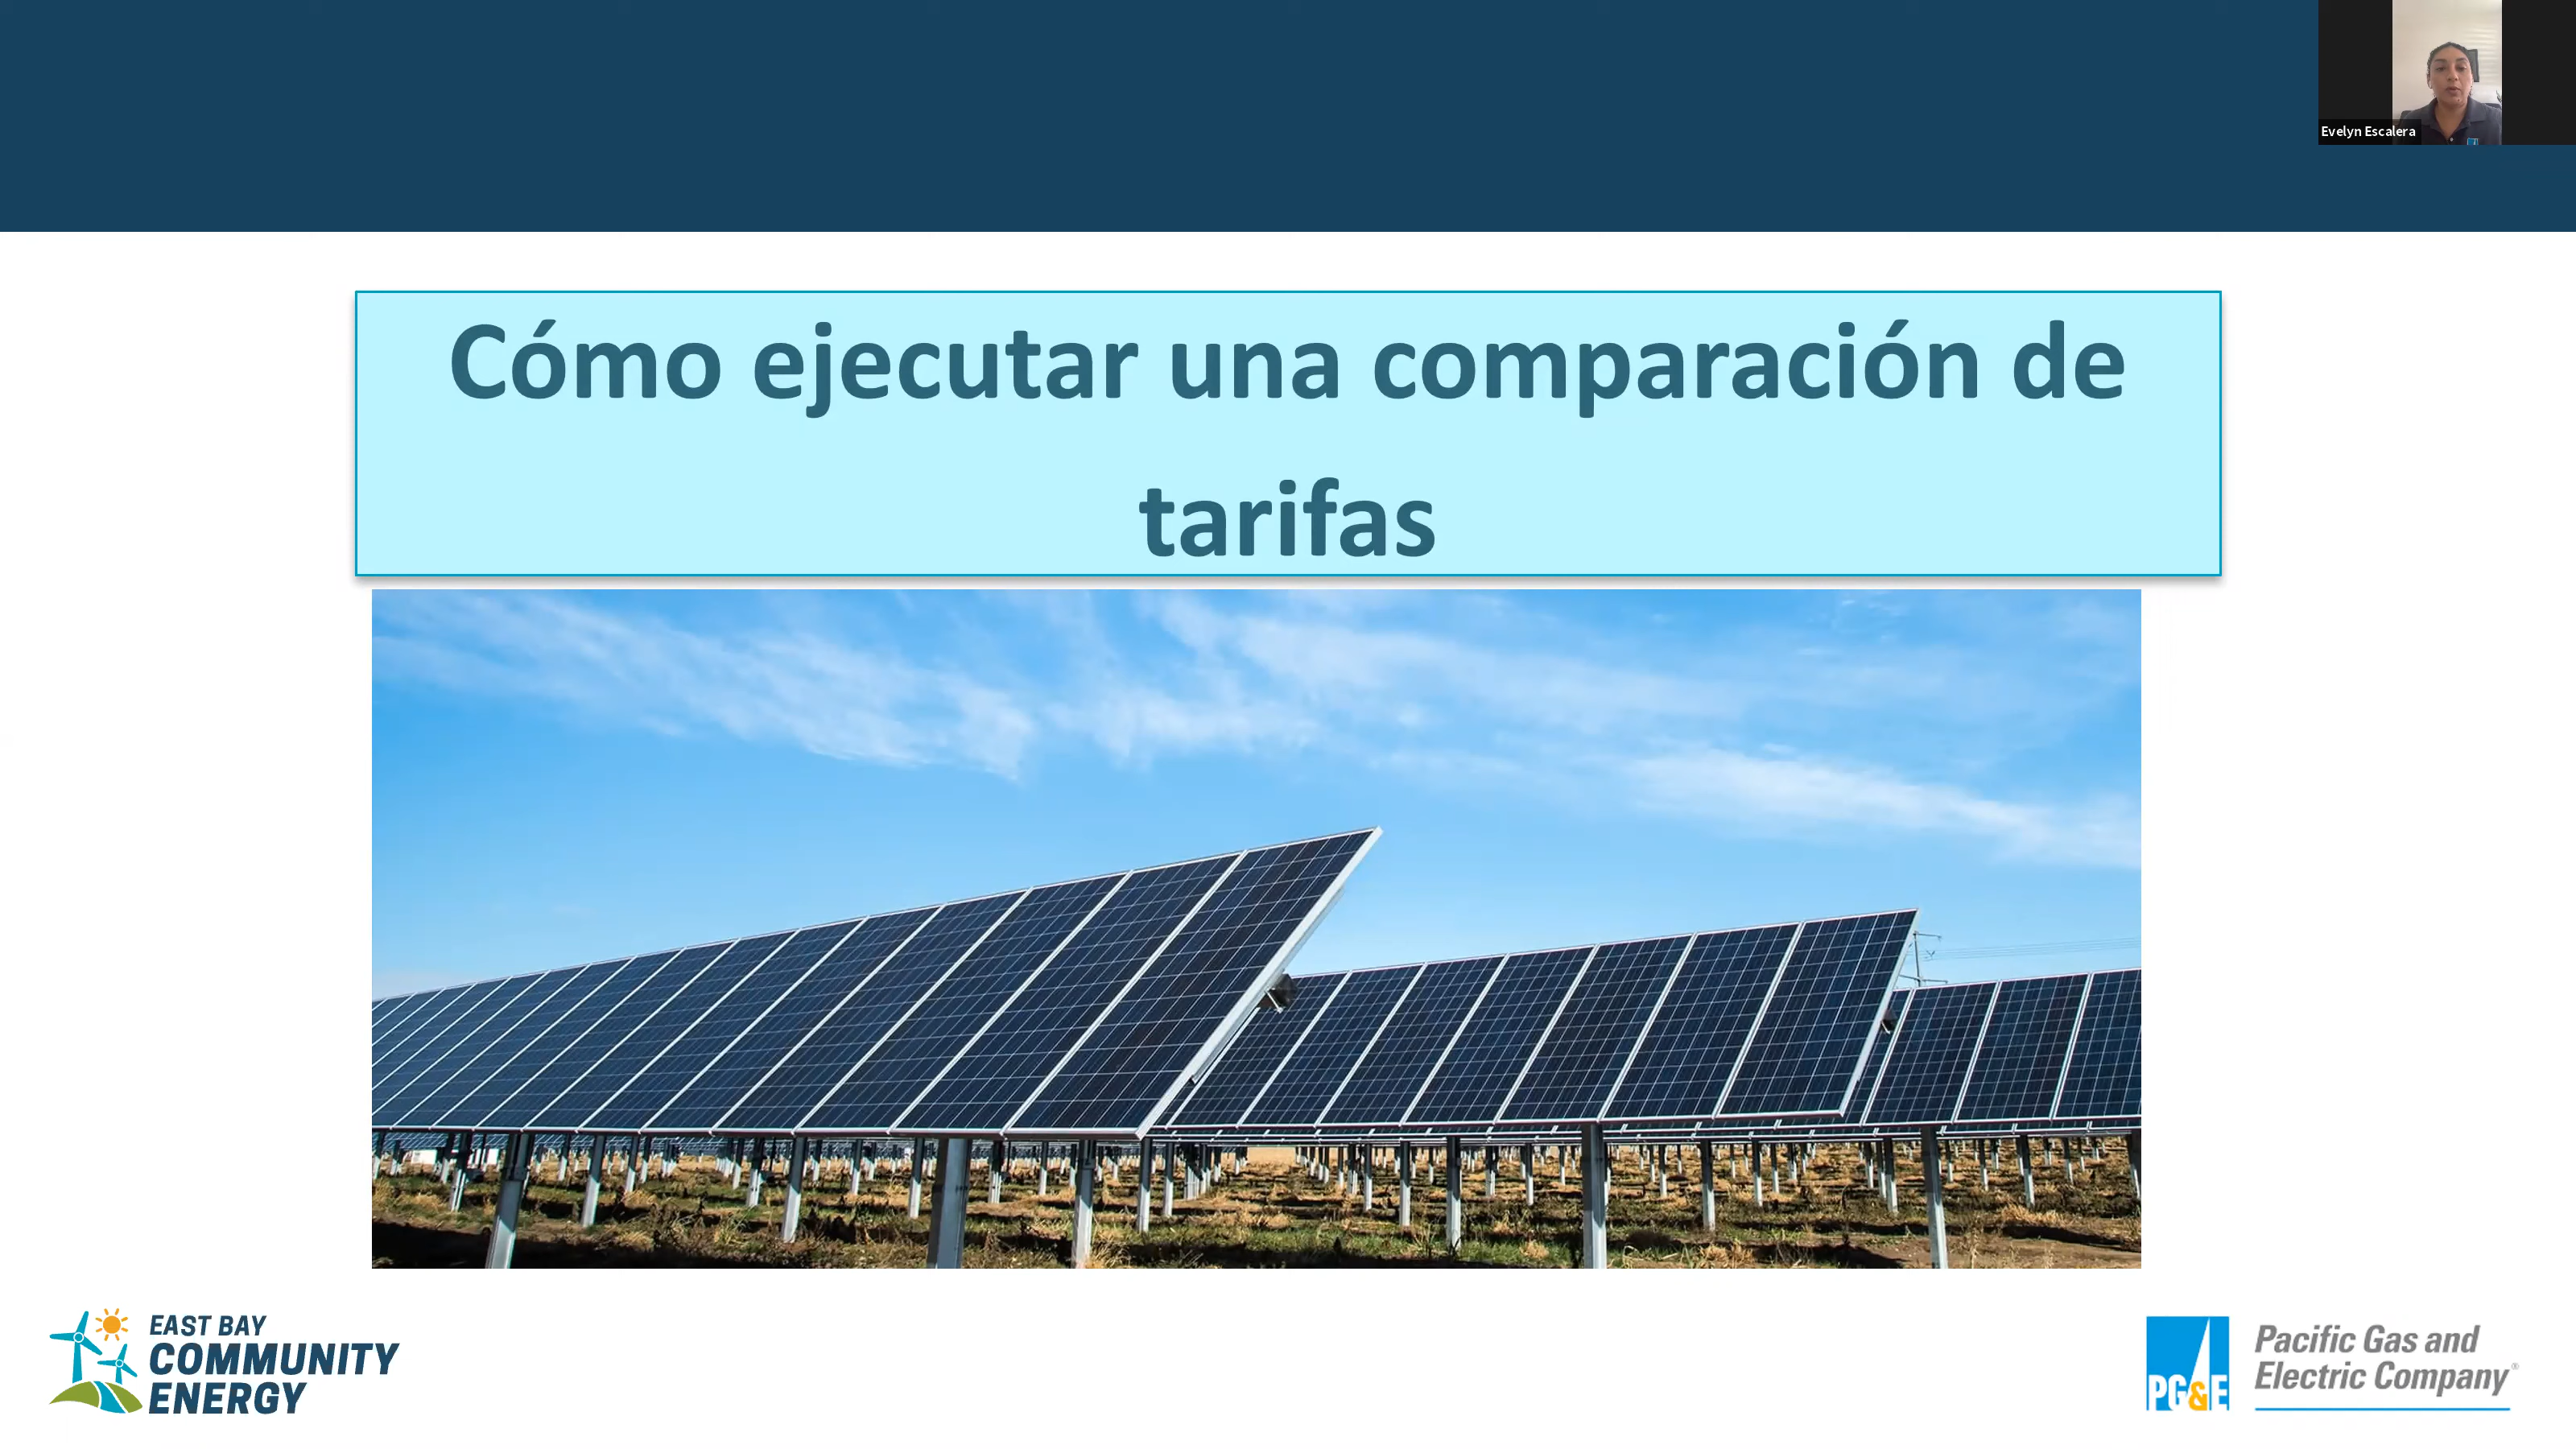 Evelyn Escalera
Cómo ejecutar una comparación de
tarifas
EAST BAY
COMMUNITY
ENERGY
PG&E
Pacific Gas and
Electric Company®